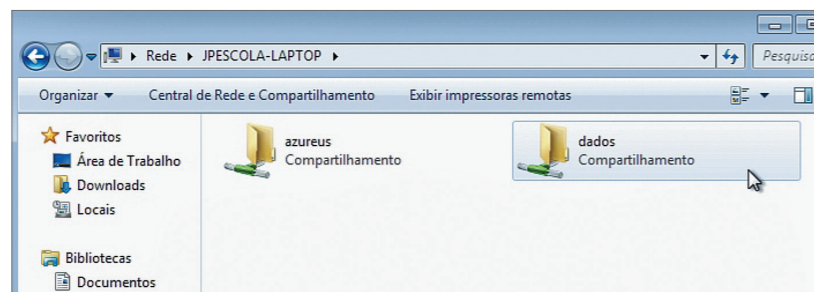 Rede JPESCOLA-LAPTOP
Organizar Central de Rede e Compartilhamento Exibir impressoras remotas
Favoritos
Área de Trabalho
Downloads
Locais
Bibliotecas
Documentos
azureus
Compartilhamento
dados
Compartilhamento